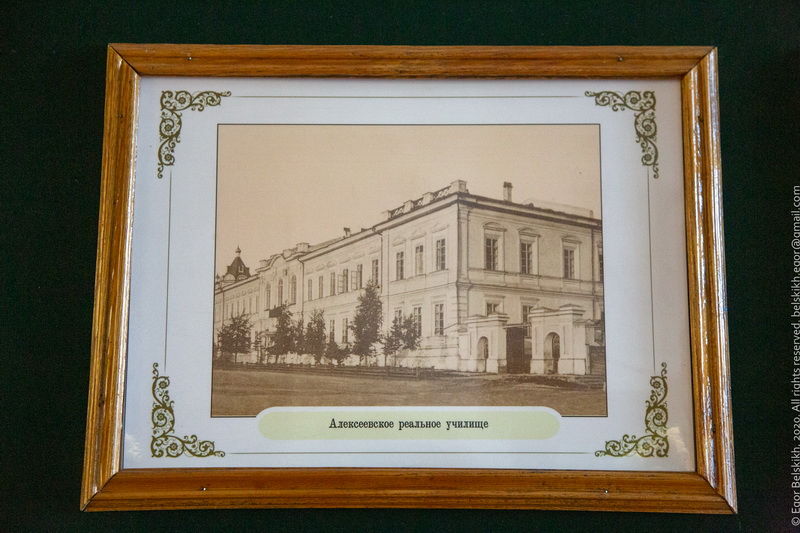 Алексеевское реальное училище
© Egor Belskikh, 2020. All rights reserved. belskikh.egor@gmail.com